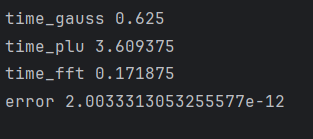 time_gauss 0.625
time_plu 3.609375
time_fft 0.171875
error 2.0033313053255577e-12